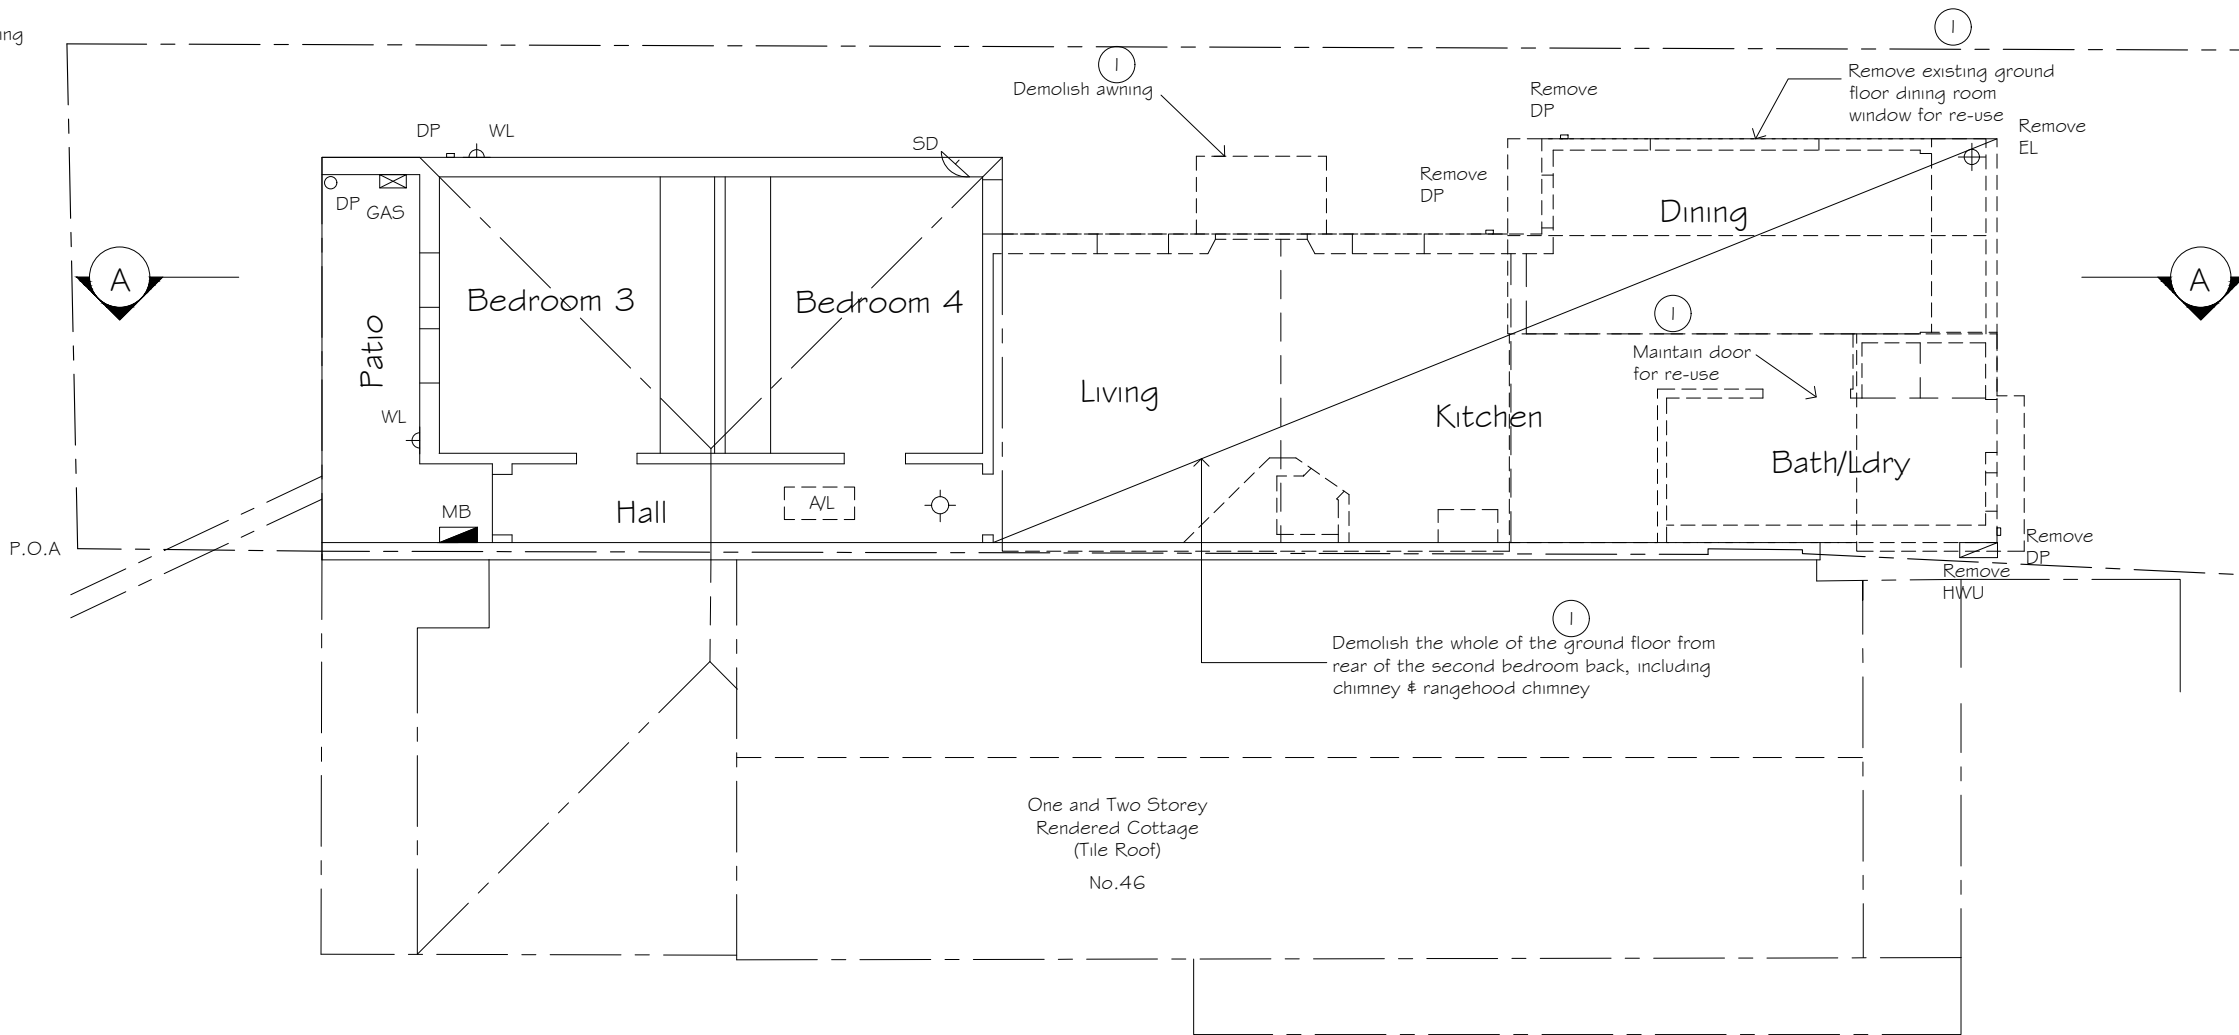 1
1
Demolish awning
Remove existing ground
floor dining room
window for re-use
Remove
DP
Remove
EL
DP
WL
SD
Remove
DP
DP
GAS
Dining
A
A
Bedroom 3
Bedroom 4
Patio
1
Maintain door
for re-use
Living
Kitchen
WL
Bath/Ldry
MB
Hall
A/L
P.O.A
Remove
DP
Remove
HWU
1
Demolish the whole of the ground floor from
rear of the second bedroom back, including
chimney & rangehood chimney
One and Two Storey
Rendered Cottage
(Tile Roof)
No.46